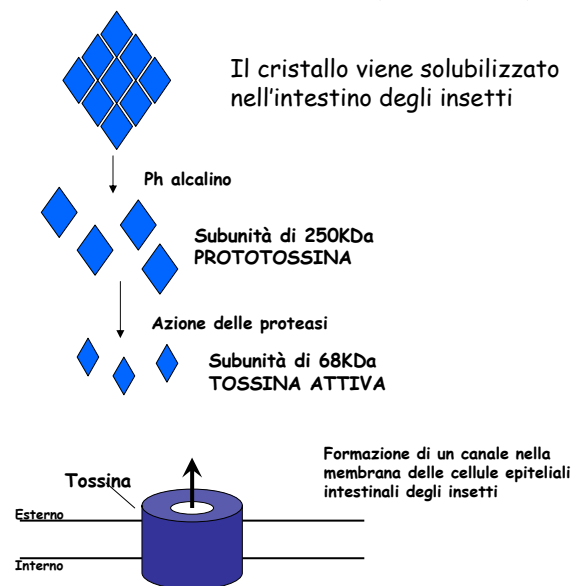 Il cristallo viene solubilizzato
nell'intestino degli insetti
Ph alcalino
Subunità di 250KDa
PROTOTOSSINA
Azione delle proteasi
Subunità di 68KDa
TOSSINA ATTIVA
Formazione di un canale nella
membrana delle cellule epiteliali
intestinali degli insetti
Tossina
Esterno
Interno